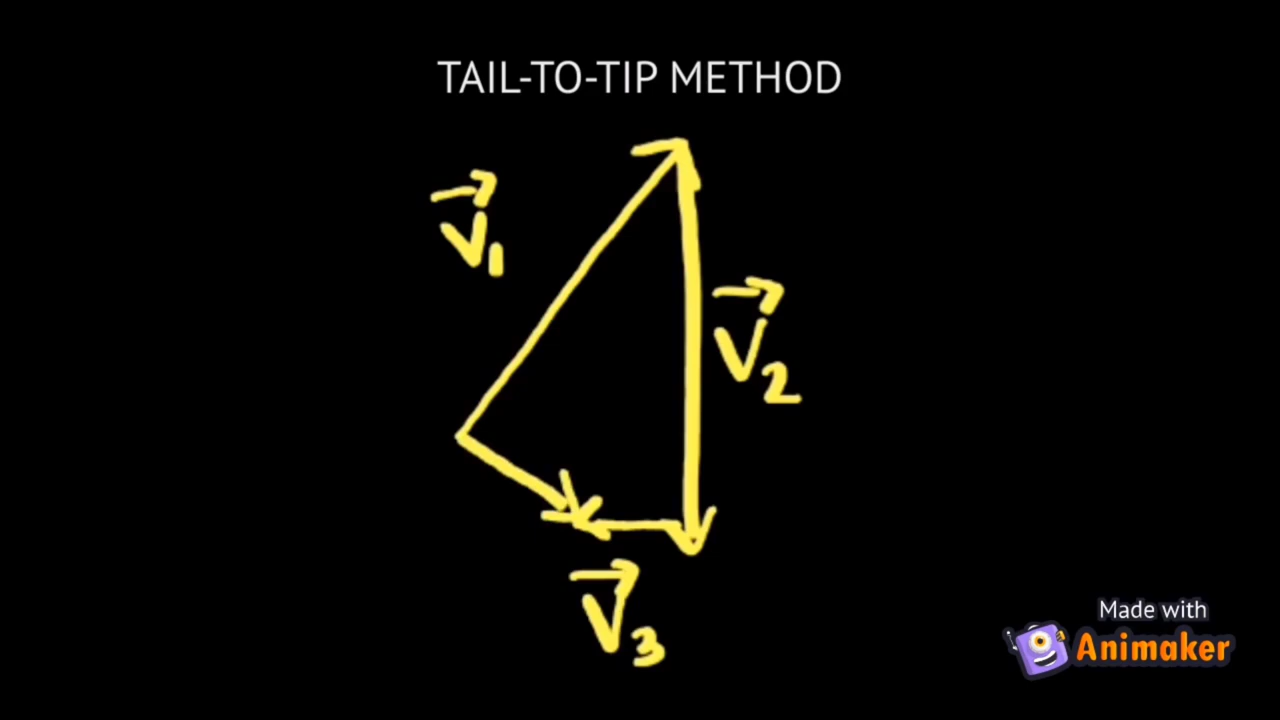 TAIL-TO-TIP METHOD
V⃗1
V⃗2
V⃗3
Made with
Animaker